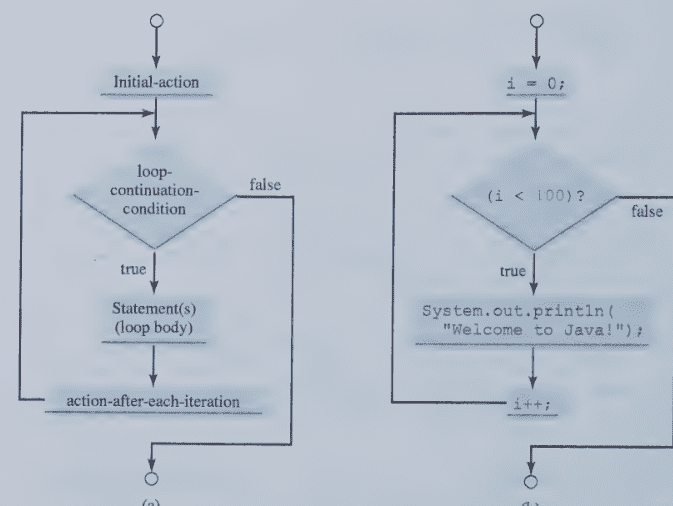 Initial-action
loop-
continuation-
condition
false
true
Statement(s)
(loop body)
action-after-each-iteration
(a)
i = 0;
(i < 100)?
false
true
System.out.println(
"Welcome to Java!");
i++;